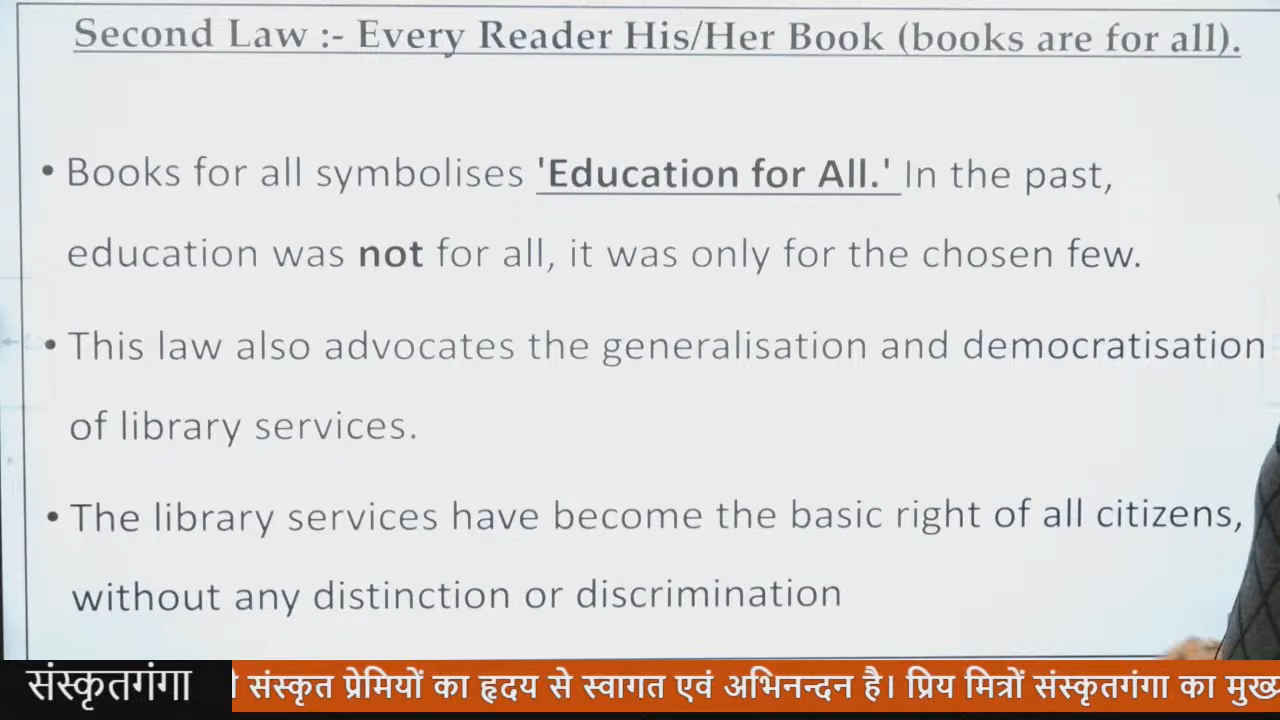 Second Law :- Every Reader His/Her Book (books are for all).
• Books for all symbolises 'Education for All.' In the past,
education was not for all, it was only for the chosen few.
• This law also advocates the generalisation and democratisation
of library services.
• The library services have become the basic right of all citizens,
without any distinction or discrimination
संस्कृतगंगा
संस्कृत प्रेमियों का हृदय से स्वागत एवं अभिनन्दन है। प्रिय मित्रों संस्कृतगंगा का